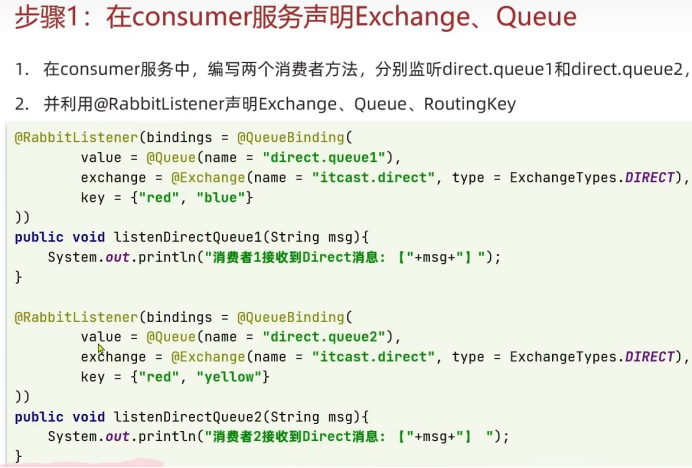 步骤1：在consumer服务声明Exchange、Queue
1. 在consumer服务中，编写两个消费者方法，分别监听direct.queue1和direct.queue2，
2. 并利用@RabbitListener声明Exchange、Queue、RoutingKey
@RabbitListener(bindings = @QueueBinding(
value = @Queue(name = "direct.queue1"),
exchange = @Exchange(name = "itcast.direct", type = ExchangeTypes.DIRECT),
key = {"red", "blue"}
))
public void listenDirectQueue1(String msg){
System.out.println("消费者1接收到Direct消息：【"+msg+"】");
}
@RabbitListener(bindings = @QueueBinding(
value = @Queue(name = "direct.queue2"),
exchange = @Exchange(name = "itcast.direct", type = ExchangeTypes.DIRECT),
key = {"red", "yellow"}
))
public void listenDirectQueue2(String msg){
System.out.println("消费者2接收到Direct消息：【"+msg+"】 ");
}